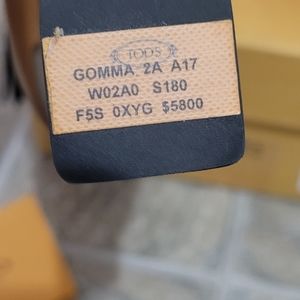 TOD'S
GOMMA 2A A17
W02A0 S180
F5S 0XYG $5800